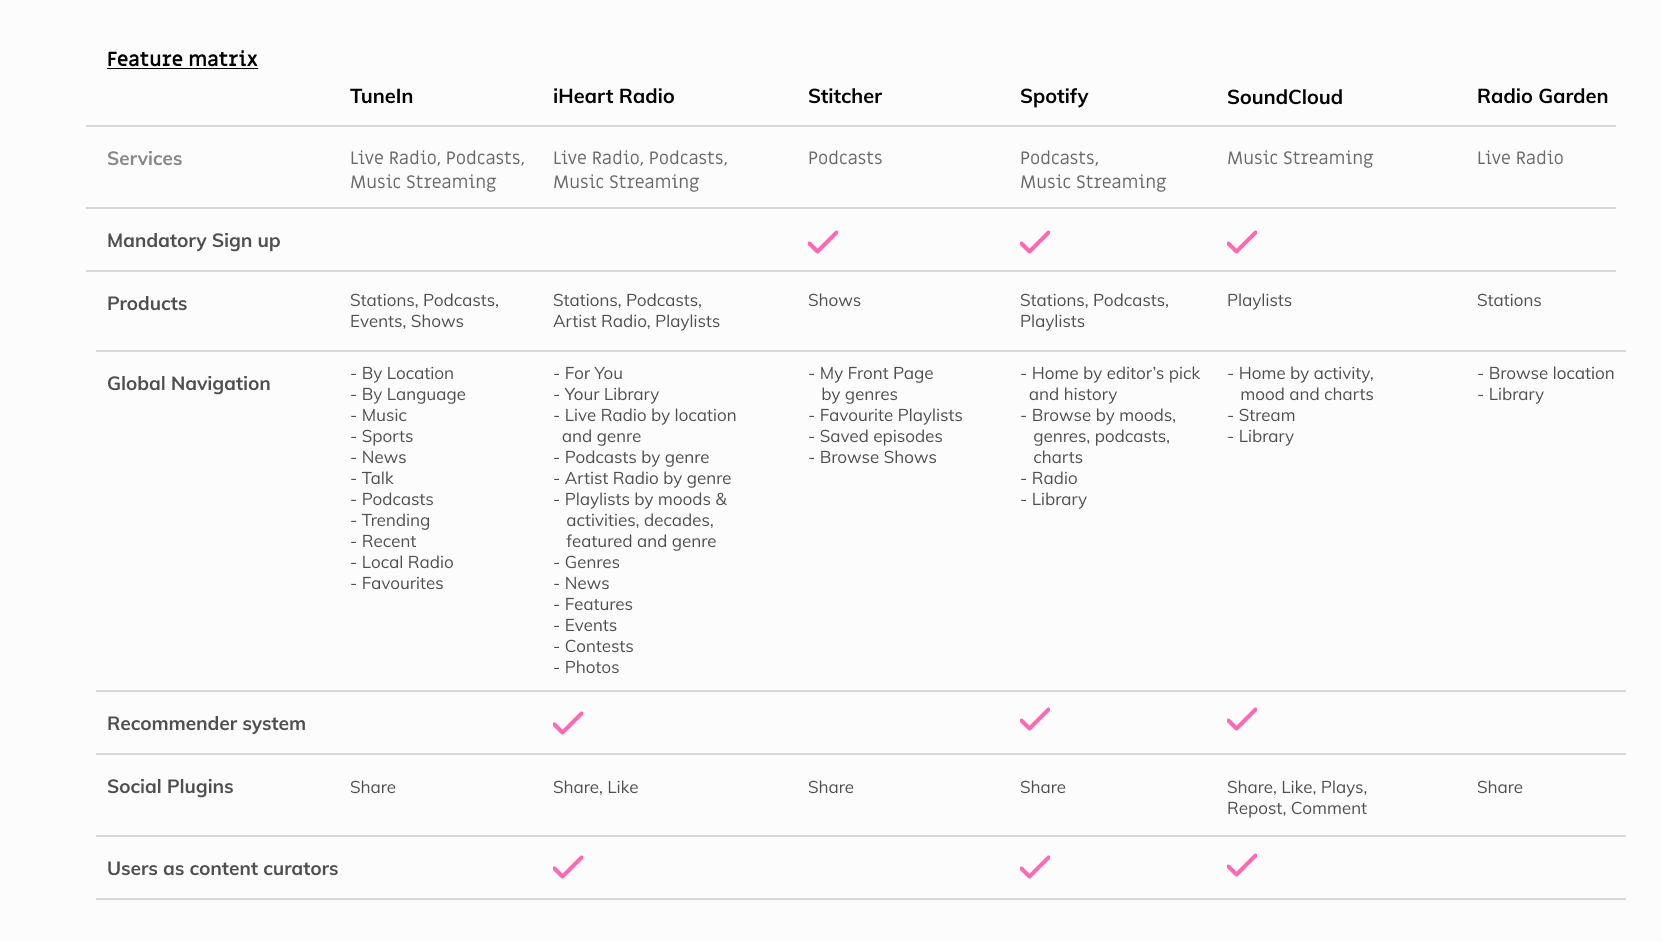 Feature matrix
TuneIn iHeart Radio Stitcher Spotify SoundCloud Radio Garden
Services
Live Radio, Podcasts,
Music Streaming
Live Radio, Podcasts,
Music Streaming
Podcasts
Podcasts,
Music Streaming
Music Streaming
Live Radio
Mandatory Sign up
Products
Stations, Podcasts,
Events, Shows
Stations, Podcasts,
Artist Radio, Playlists
Shows
Stations, Podcasts,
Playlists
Playlists
Stations
Global Navigation
- By Location
- By Language
- Music
- Sports
- News
- Talk
- Podcasts
- Trending
- Recent
- Local Radio
- Favourites
- For You
- Your Library
- Live Radio by location
and genre
- Podcasts by genre
- Artist Radio by genre
- Playlists by moods &
activities, decades,
featured and genre
- Genres
- News
- Features
- Events
- Contests
- Photos
- My Front Page
by genres
- Favourite Playlists
- Saved episodes
- Browse Shows
- Home by editor's pick
and history
- Browse by moods,
genres, podcasts,
charts
- Radio
- Library
- Home by activity,
mood and charts
- Stream
- Library
- Browse location
- Library
Recommender system
Social Plugins
Share
Share, Like
Share
Share
Share, Like, Plays,
Repost, Comment
Share
Users as content curators